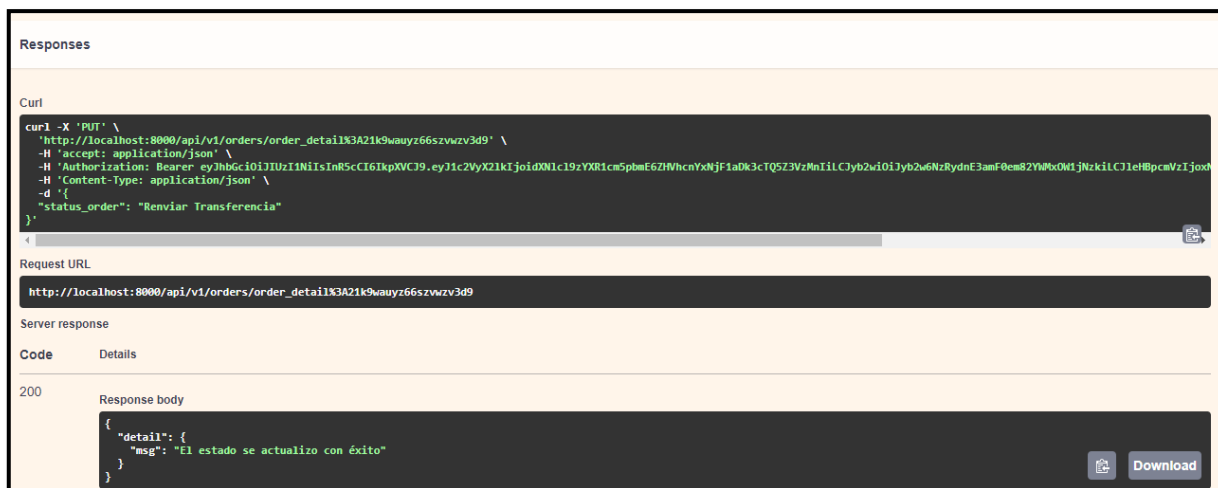 Responses
Curl
curl -X 'PUT' \
'http://localhost:8000/api/v1/orders/order_detail%3A21k9wauyz66szvwzv3d9' \
-H 'accept: application/json' \
-H 'Authorization: Bearer
-H 'Content-Type: application/json' \
-d '{
"status_order": "Renviar Transferencia"
}'
Request URL
http://localhost:8000/api/v1/orders/order_detail%3A21k9wauyz66szvwzv3d9
Server response
Code Details
200
Response body
{
"detail": {
"msg": "El estado se actualizo con éxito"
}
}
Download